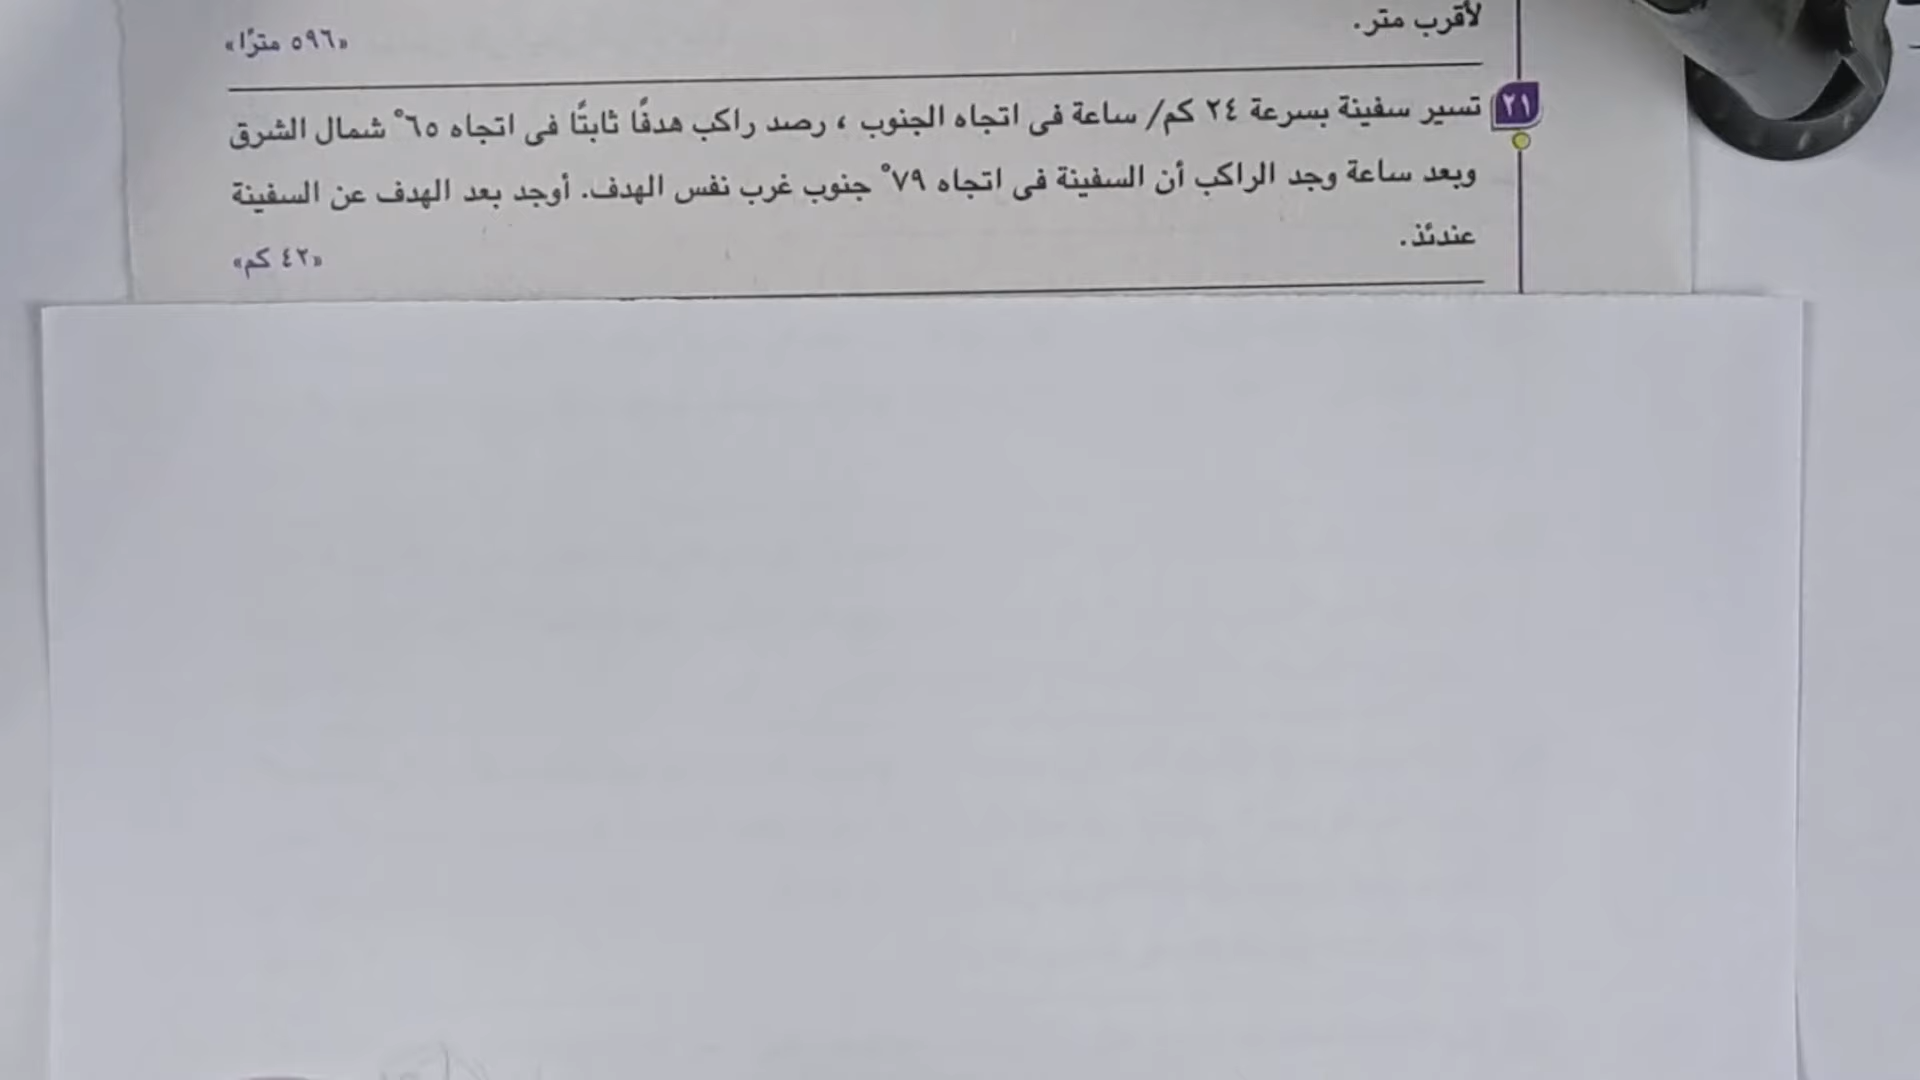 لأقرب متر.
«٥٩٦ مترًا»
٢١ تسير سفينة بسرعة ٢٤ كم/ ساعة فى اتجاه الجنوب ، رصد راكب هدفًا ثابتًا فى اتجاه ٦٥° شمال الشرق
وبعد ساعة وجد الراكب أن السفينة فى اتجاه ٧٩° جنوب غرب نفس الهدف. أوجد بعد الهدف عن السفينة
عندئذ.
«٤٢ كم»